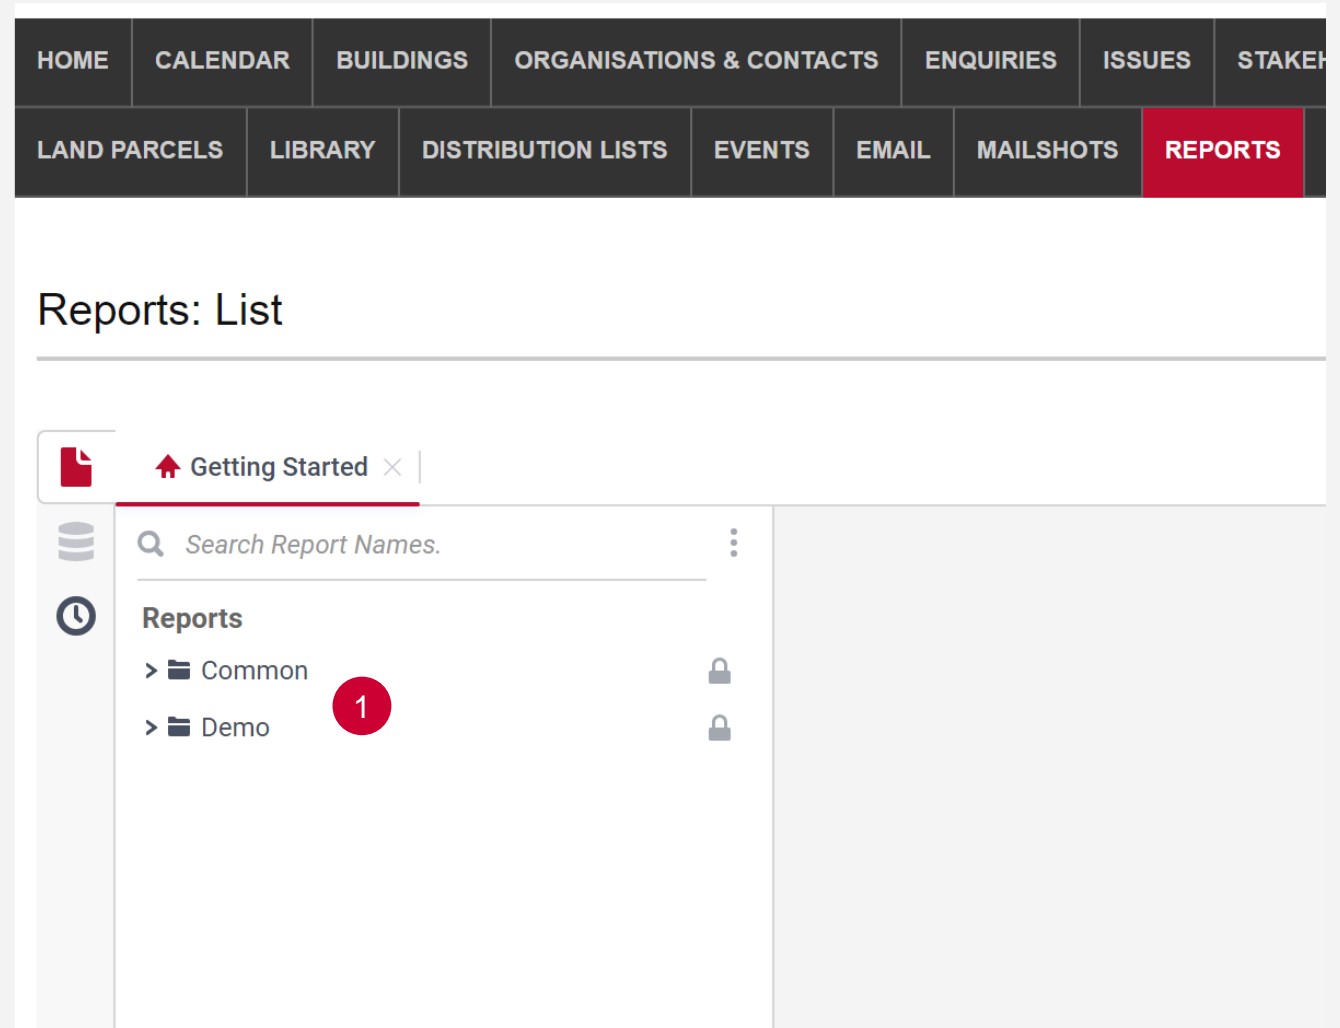 HOME CALENDAR BUILDINGS ORGANISATIONS & CONTACTS ENQUIRIES ISSUES
LAND PARCELS LIBRARY DISTRIBUTION LISTS EVENTS EMAIL MAILSHOTS REPORTS
Reports: List
Getting Started
Search Report Names.
Reports
Common
1
Demo